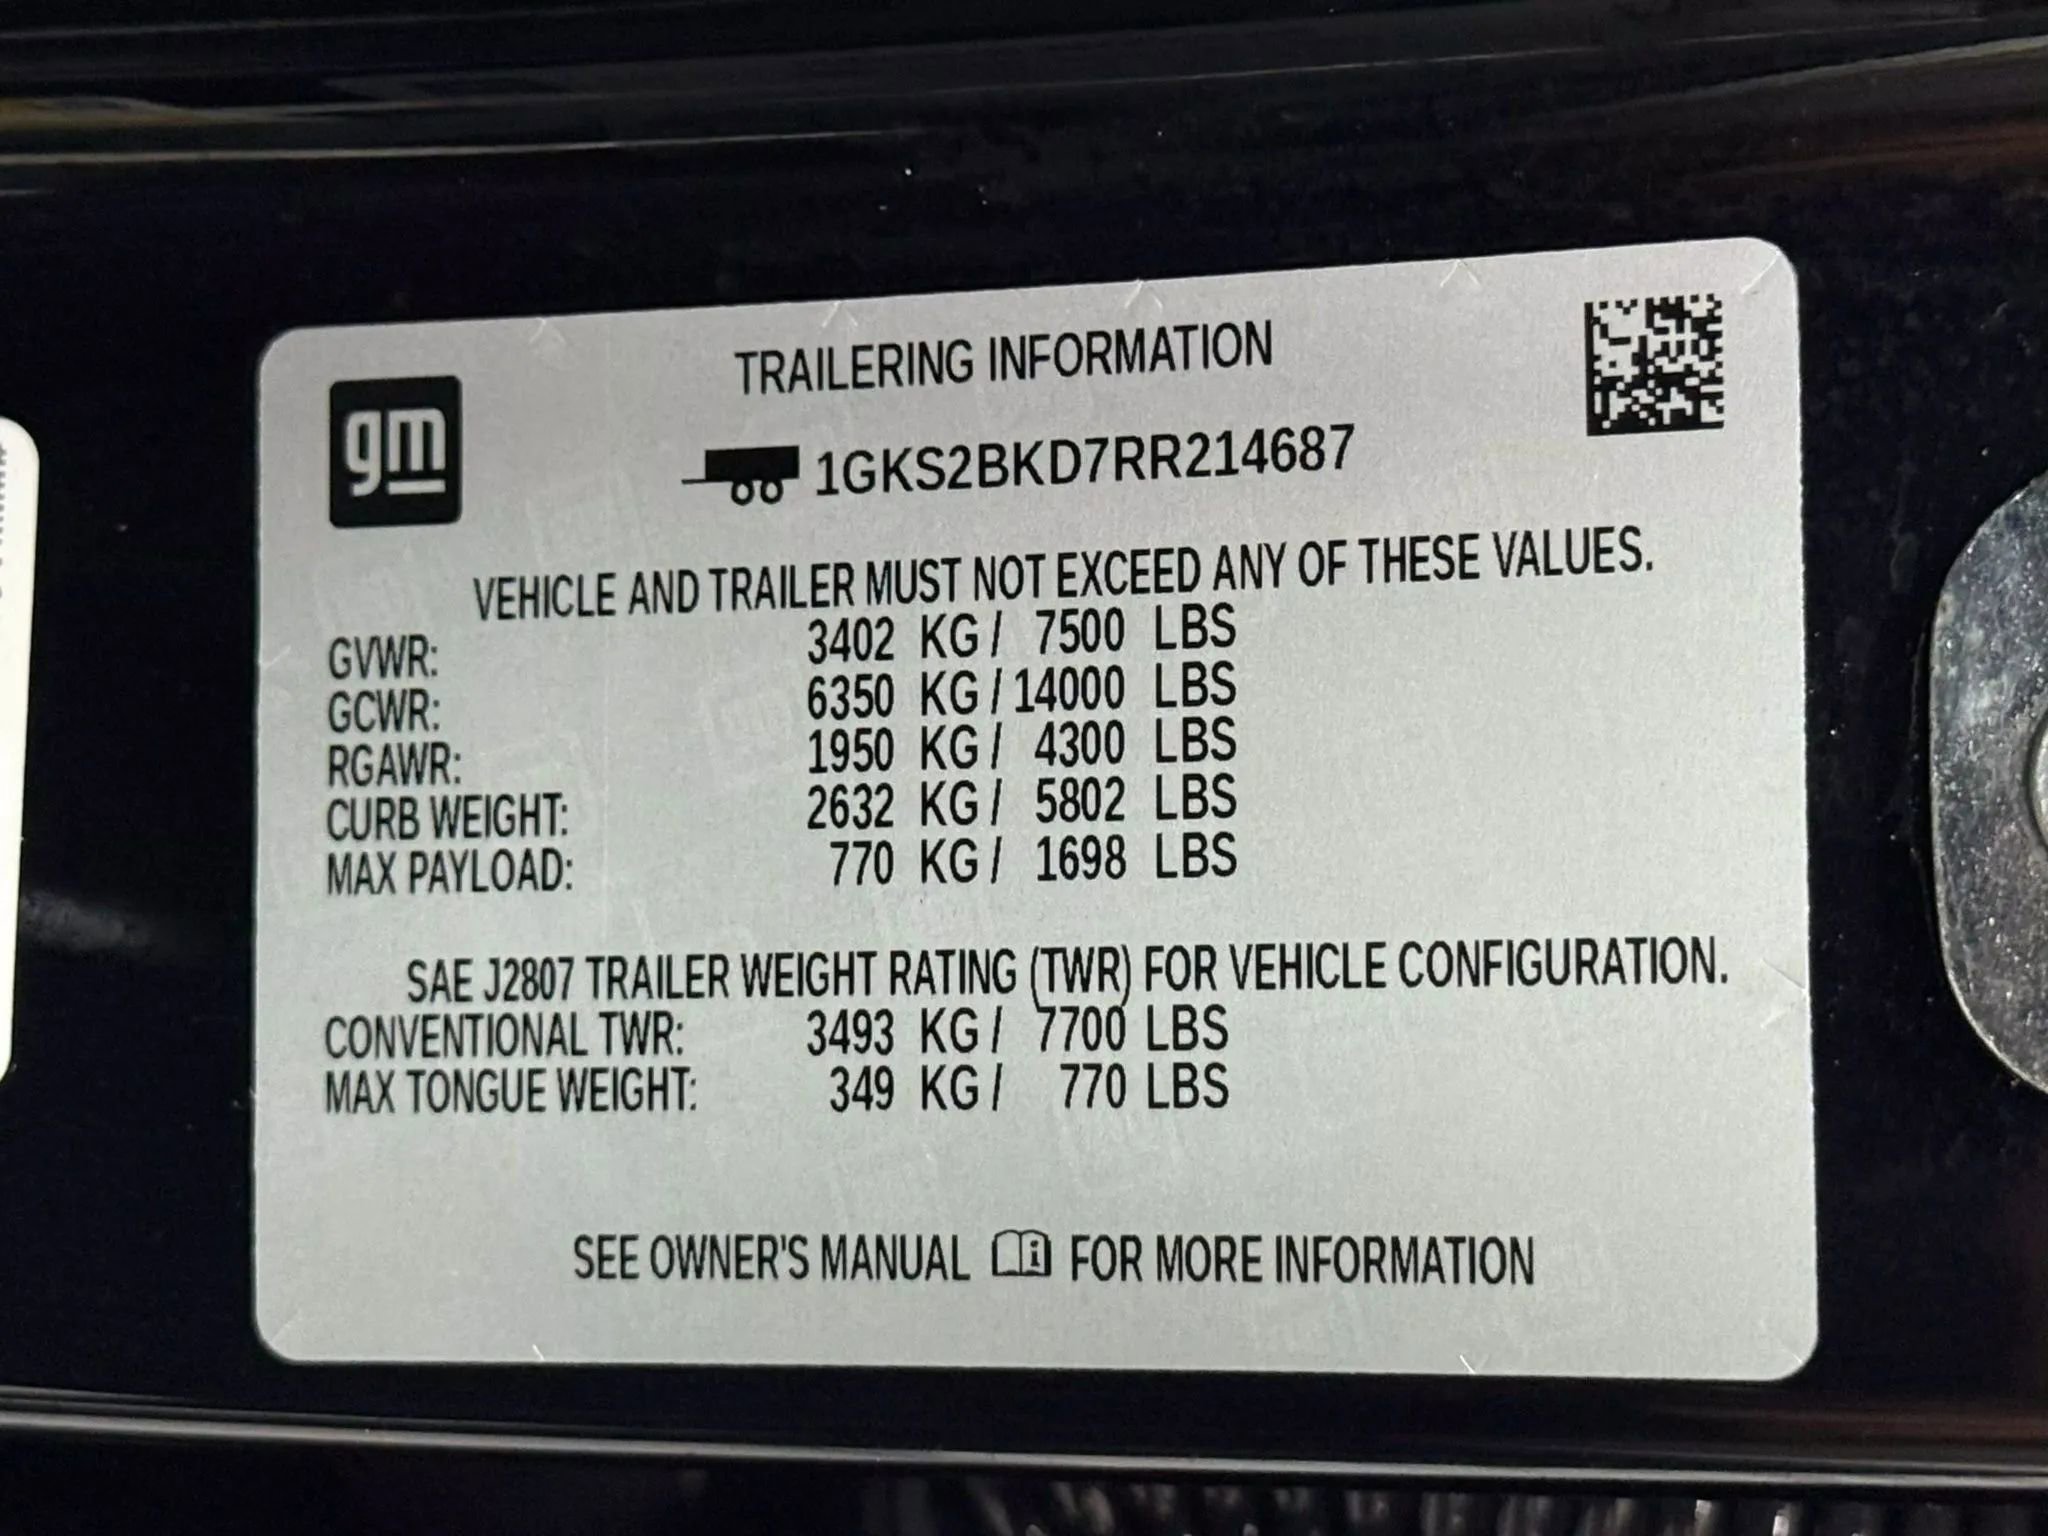 gm
TRAILERING INFORMATION
1GKS2BKD7RR214687
VEHICLE AND TRAILER MUST NOT EXCEED ANY OF THESE VALUES.
GVWR: 3402 KG / 7500 LBS
GCWR: 6350 KG / 14000 LBS
RGAWR: 1950 KG / 4300 LBS
CURB WEIGHT: 2632 KG / 5802 LBS
MAX PAYLOAD: 770 KG / 1698 LBS
SAE J2807 TRAILER WEIGHT RATING (TWR) FOR VEHICLE CONFIGURATION.
CONVENTIONAL TWR: 3493 KG / 7700 LBS
MAX TONGUE WEIGHT: 349 KG / 770 LBS
SEE OWNER'S MANUAL FOR MORE INFORMATION